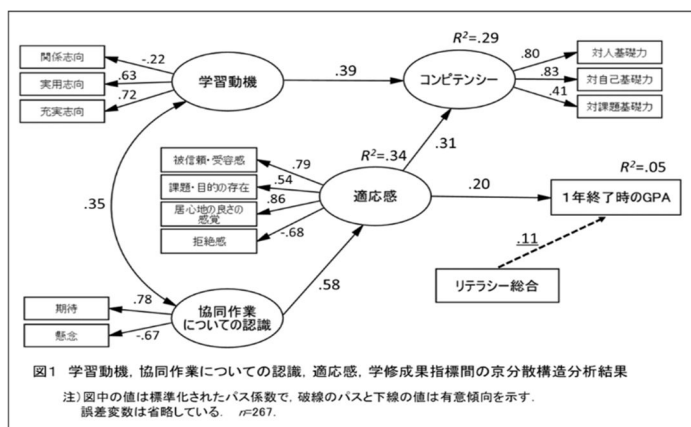 R²=.29
関係志向
-.22
実用志向
.63
充実志向
.72
学習動機
.39
コンピテンシー
.80
対人基礎力
.83
対自己基礎力
.41
対課題基礎力
.31
被信頼・受容感
.79
R²=.34
課題・目的の存在
.54
居心地の良さの
感覚
.86
拒絶感
-.68
適応感
.20
R²=.05
1年終了時のGPA
.35
.11
リテラシー総合
.58
期待
.78
懸念
-.67
協同作業
についての認識
図1 学習動機, 協同作業についての認識, 適応感, 学修成果指標間の京分散構造分析結果
注）図中の値は標準化されたパス係数で, 破線のパスと下線の値は有意傾向を示す.
誤差変数は省略している. n=267.